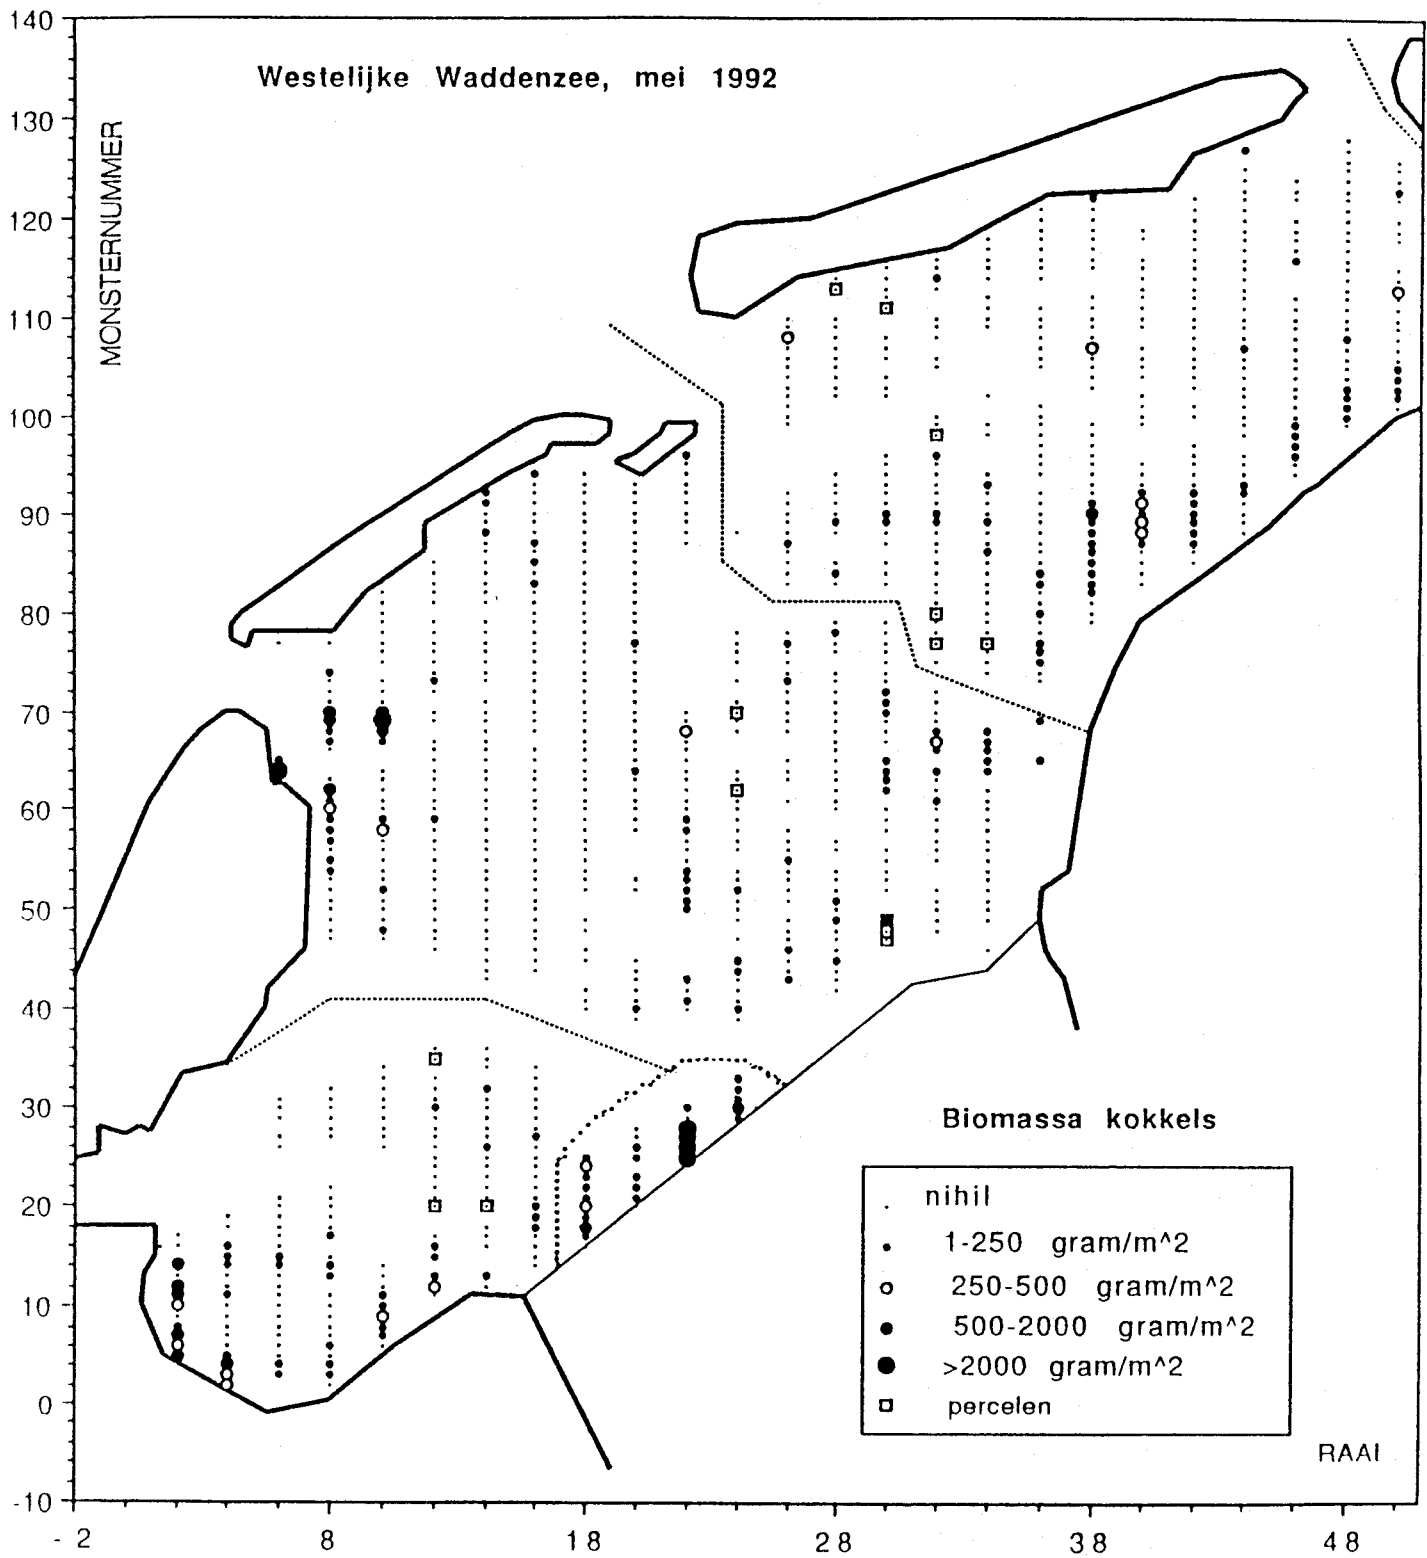 Westelijke Waddenzee, mei 1992
MONSTERNUMMER
140
130
120
110
100
90
80
70
60
50
40
30
20
10
0
-10
Biomassa kokkels
nihil
1-250 gram/m^2
250-500 gram/m^2
500-2000 gram/m^2
>2000 gram/m^2
percelen
RAAI
-2
8
18
28
38
48